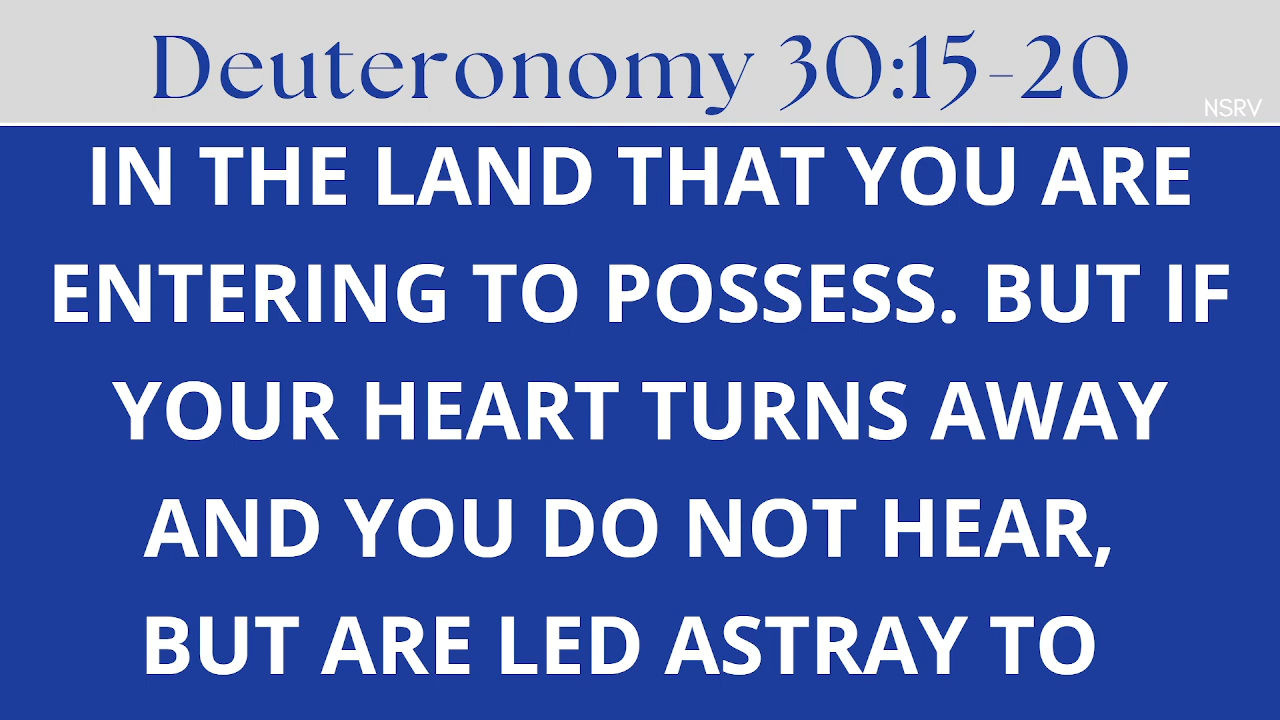 Deuteronomy 30:15-20
NSRV
IN THE LAND THAT YOU ARE
ENTERING TO POSSESS. BUT IF
YOUR HEART TURNS AWAY
AND YOU DO NOT HEAR,
BUT ARE LED ASTRAY TO